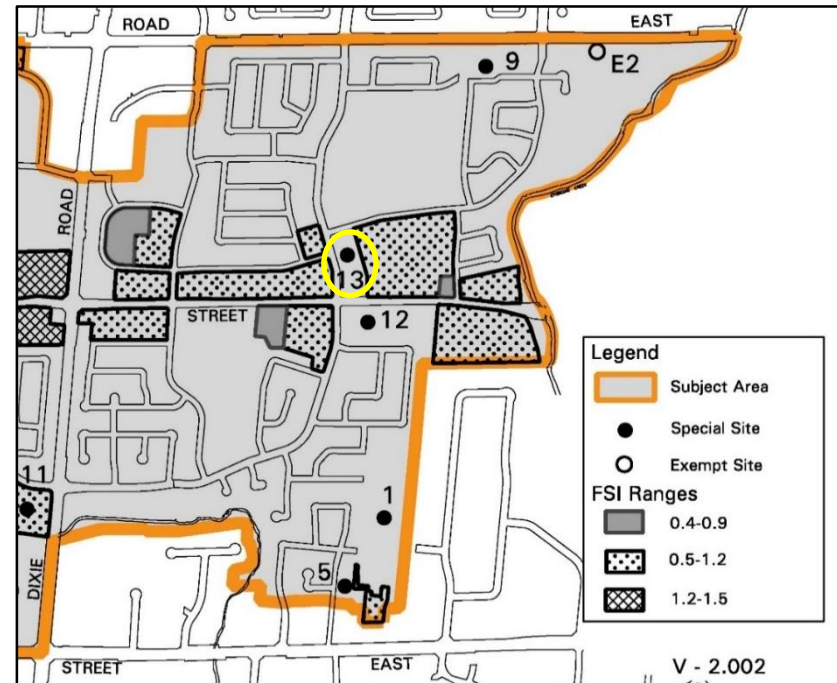 ROAD
EAST
9
E2
ROAD
13
STREET
12
11
1
5
DIXIE
STREET
EAST
Legend
Subject Area
Special Site
Exempt Site
FSI Ranges
0.4-0.9
0.5-1.2
1.2-1.5
V - 2.002